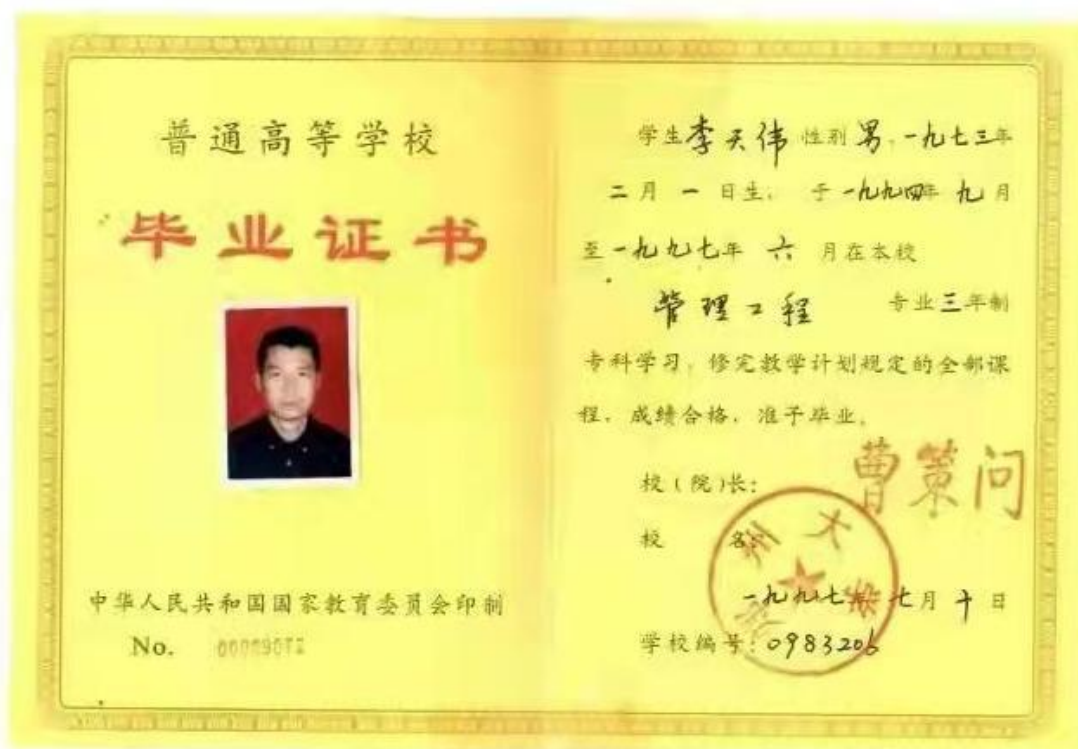 普通高等学校
毕业证书
中华人民共和国国家教育委员会印制
No.
学生李天伟 性别 男,一九七三年
二月 一 日生, 于 一九九四年 九月
至 一九九七年 六 月在本校
管理工程 专业 三 年制
专科学习, 修完教学计划规定的全部课
程, 成绩合格, 准予毕业。
校(院)长: 曹策问
校 名:
州大
一九九七年 七月 十 日
学校编号: 0983206